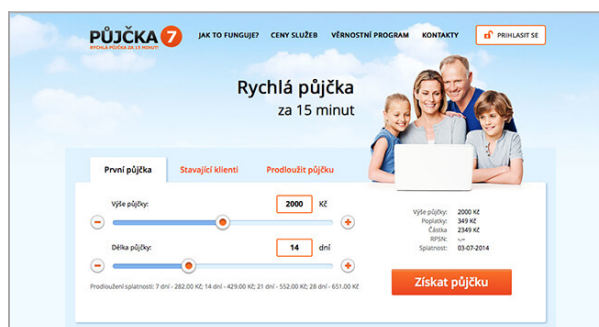 PŮJČKA 7
RYCHLÁ PŮJČKA ZA 15 MINUT!
JAK TO FUNGUJE?
CENY SLUŽEB
VĚRNOSTNÍ PROGRAM
KONTAKTY
PRIHLASIT SE
Rychlá půjčka
za 15 minut
První půjčka
Stavající klienti
Prodloužit půjčku
Výše půjčky:
2000 Kč
Délka půjčky:
14 dní
Prodloužení splatnosti: 7 dní - 282.00 Kč; 14 dní - 429.00 Kč; 21 dní - 552.00 Kč; 28 dní - 651.00 Kč
Výše půjčky: 2000 Kč
Poplatky: 349 Kč
Částka 2349 Kč
RPSN: -,--
Splatnost: 03-07-2014
Získat půjčku